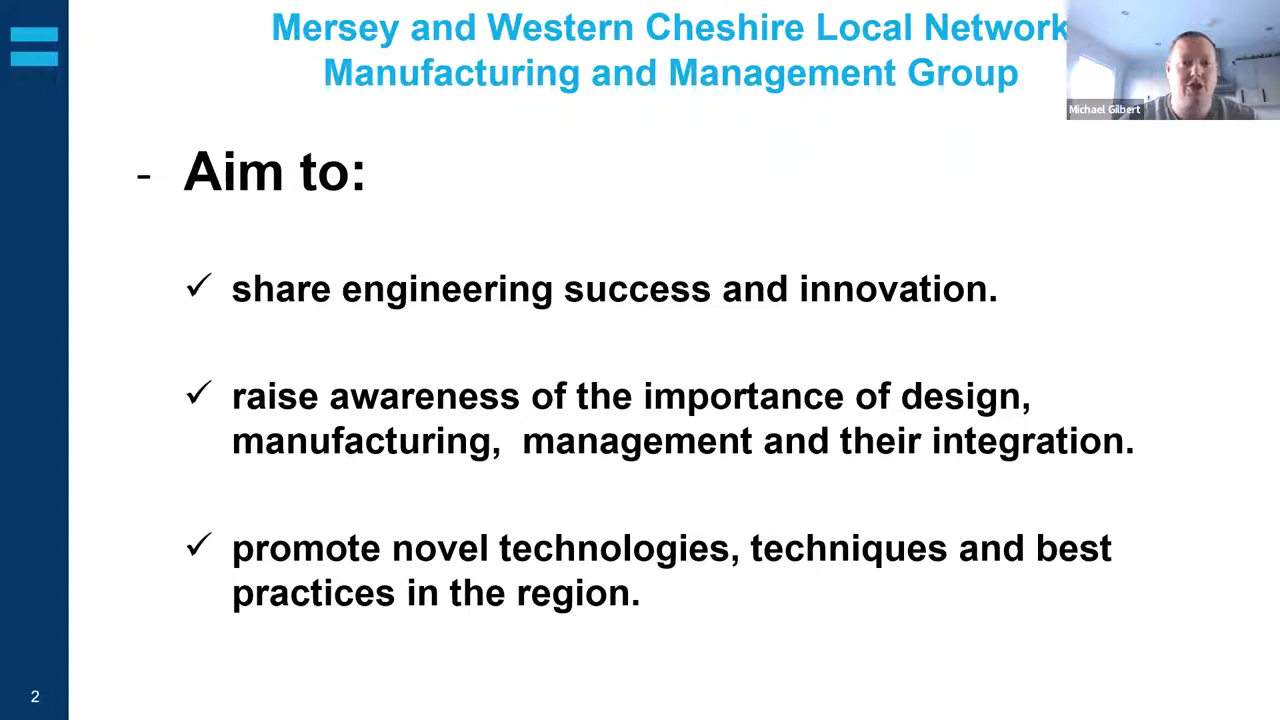 Mersey and Western Cheshire Local Network
Manufacturing and Management Group
Michael Gilbert
- Aim to:
✓ share engineering success and innovation.
✓ raise awareness of the importance of design,
manufacturing,  management and their integration.
✓ promote novel technologies, techniques and best
practices in the region.
2